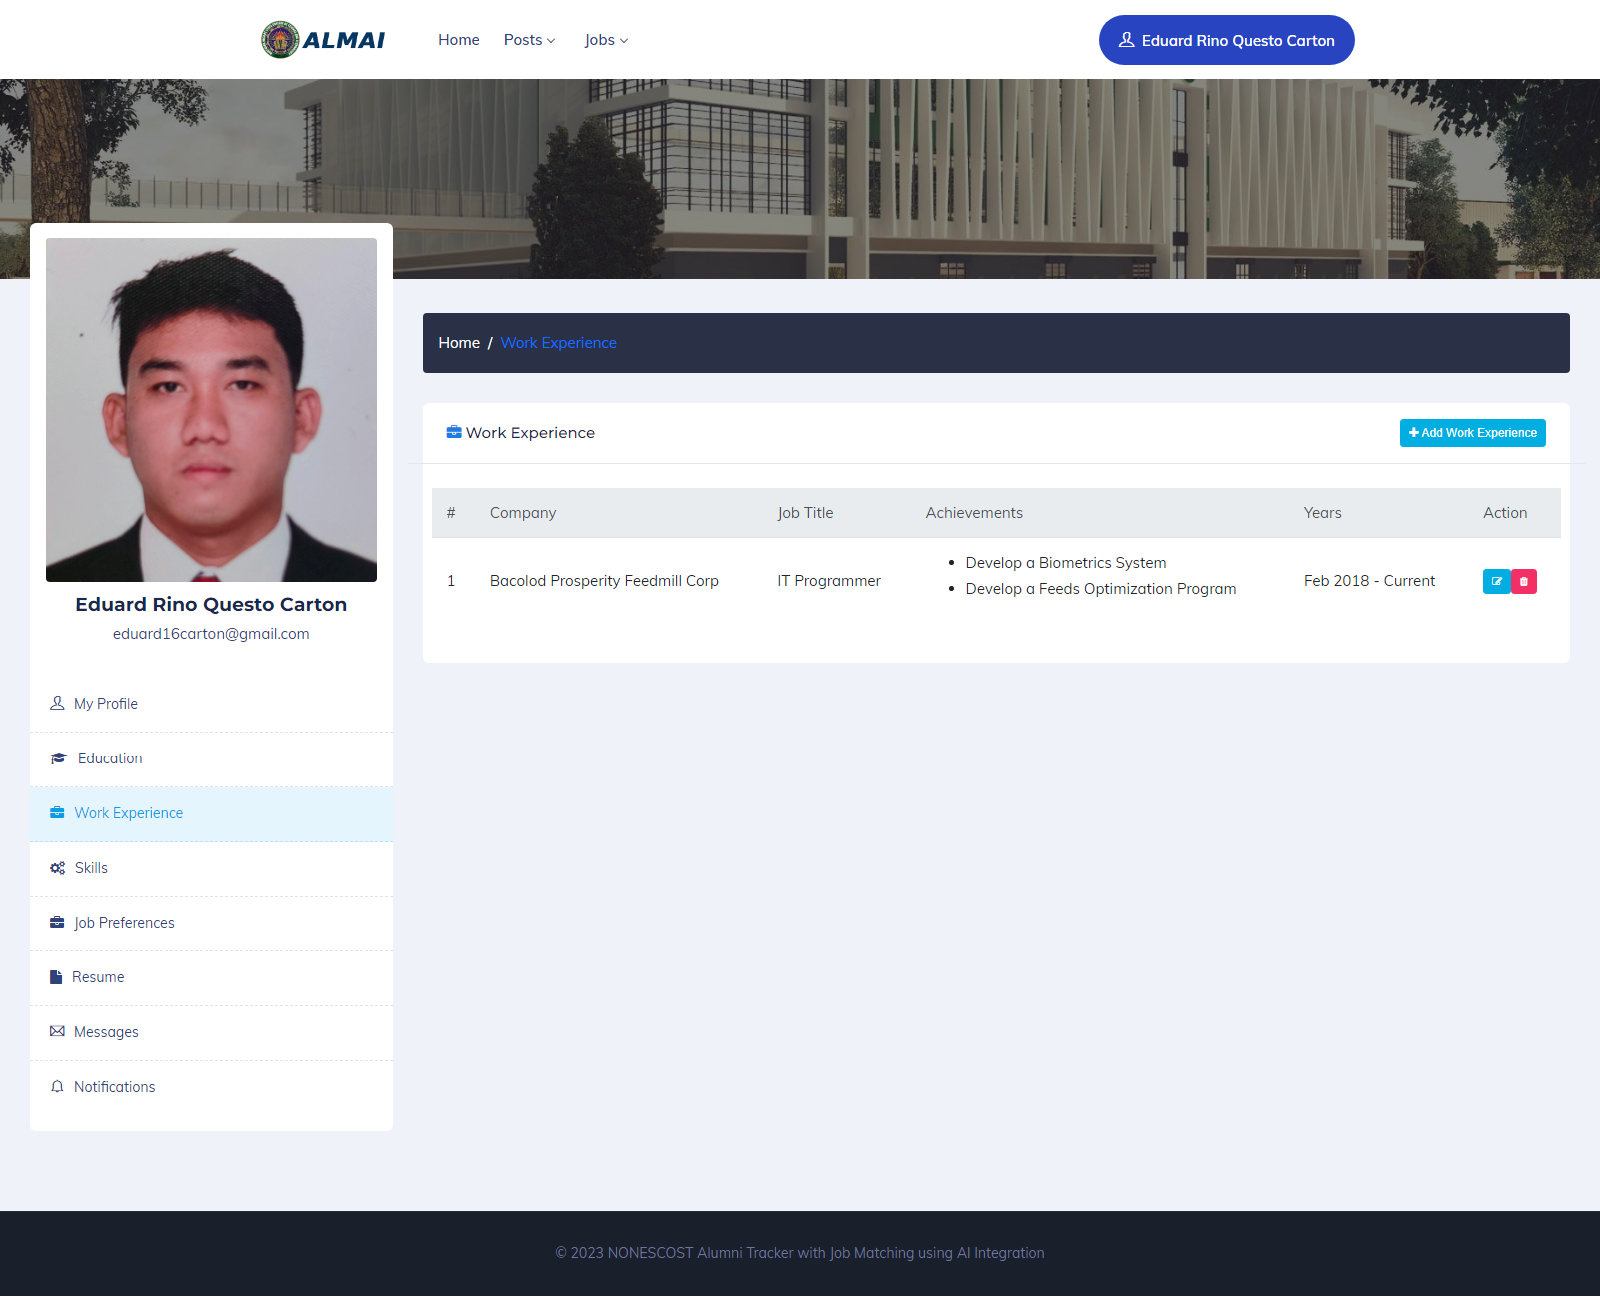 ALMAI
Home Posts Jobs
Eduard Rino Questo Carton
Home / Work Experience
Work Experience
+ Add Work Experience
# Company Job Title Achievements Years Action
1 Bacolod Prosperity Feedmill Corp IT Programmer
• Develop a Biometrics System
• Develop a Feeds Optimization Program
Feb 2018 - Current
Eduard Rino Questo Carton
eduard16carton@gmail.com
My Profile
Education
Work Experience
Skills
Job Preferences
Resume
Messages
Notifications
© 2023 NONESCOST Alumni Tracker with Job Matching using AI Integration